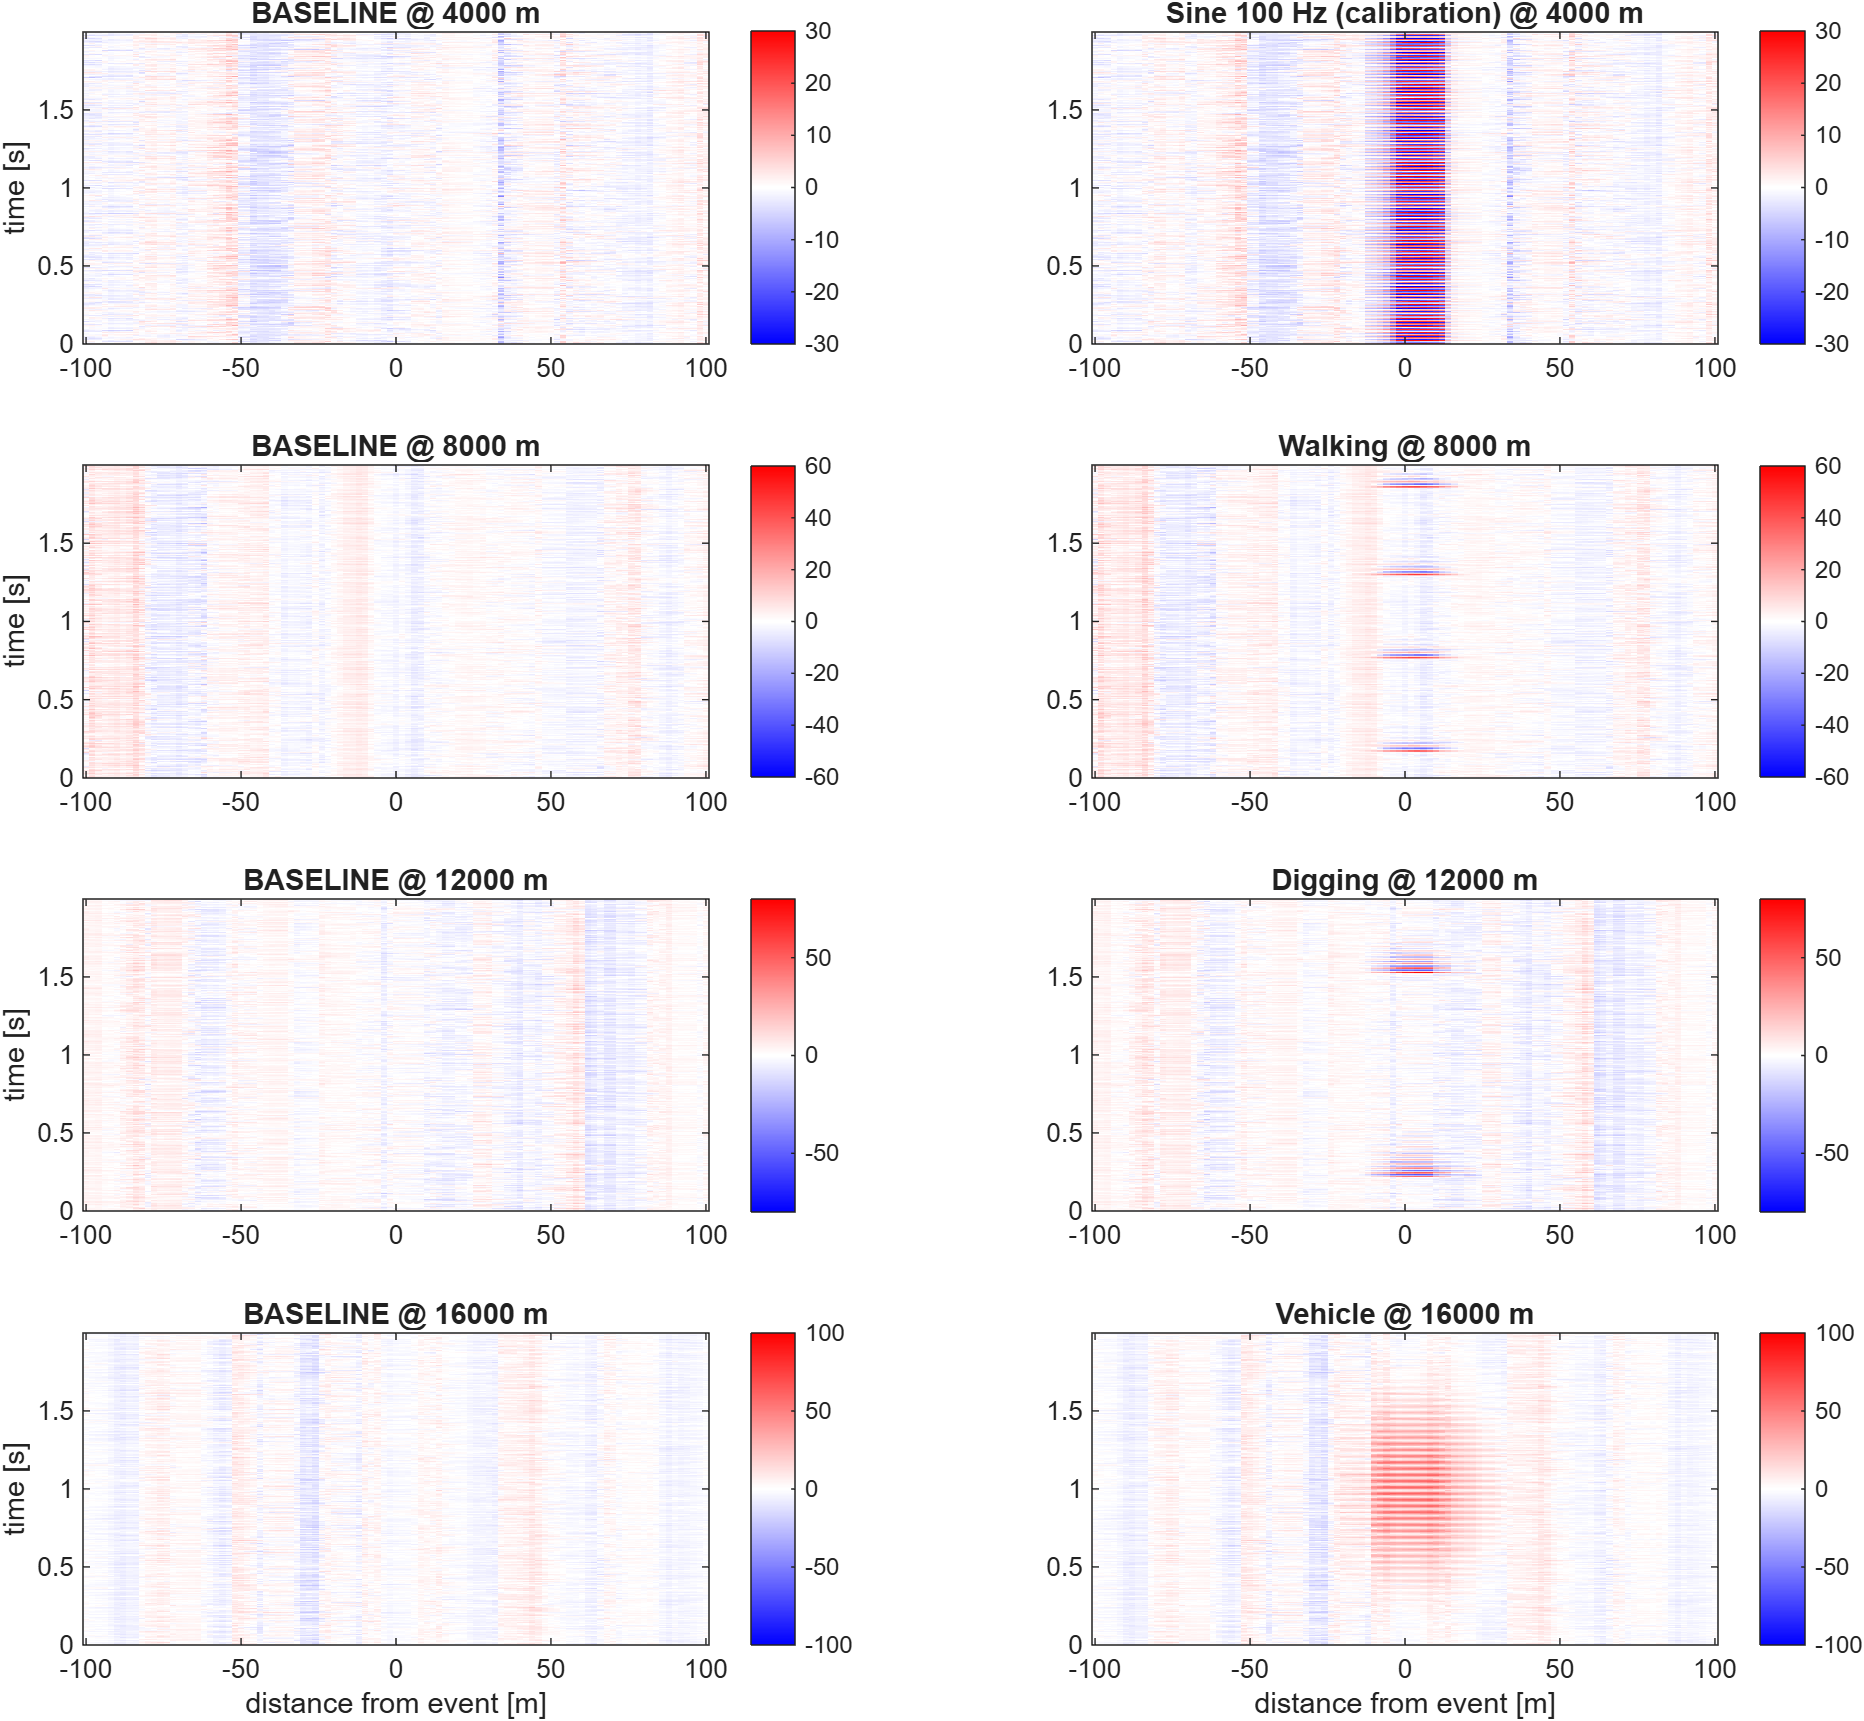 BASELINE @ 4000 m
Sine 100 Hz (calibration) @ 4000 m
time [s]
0 0.5 1 1.5
-100 -50 0 50 100
30 20 10 0 -10 -20 -30
0 0.5 1 1.5
-100 -50 0 50 100
30 20 10 0 -10 -20 -30
BASELINE @ 8000 m
Walking @ 8000 m
time [s]
0 0.5 1 1.5
-100 -50 0 50 100
60 40 20 0 -20 -40 -60
0 0.5 1 1.5
-100 -50 0 50 100
60 40 20 0 -20 -40 -60
BASELINE @ 12000 m
Digging @ 12000 m
time [s]
0 0.5 1 1.5
-100 -50 0 50 100
50 0 -50
0 0.5 1 1.5
-100 -50 0 50 100
50 0 -50
BASELINE @ 16000 m
Vehicle @ 16000 m
time [s]
0 0.5 1 1.5
-100 -50 0 50 100
distance from event [m]
100 50 0 -50 -100
0 0.5 1 1.5
-100 -50 0 50 100
distance from event [m]
100 50 0 -50 -100